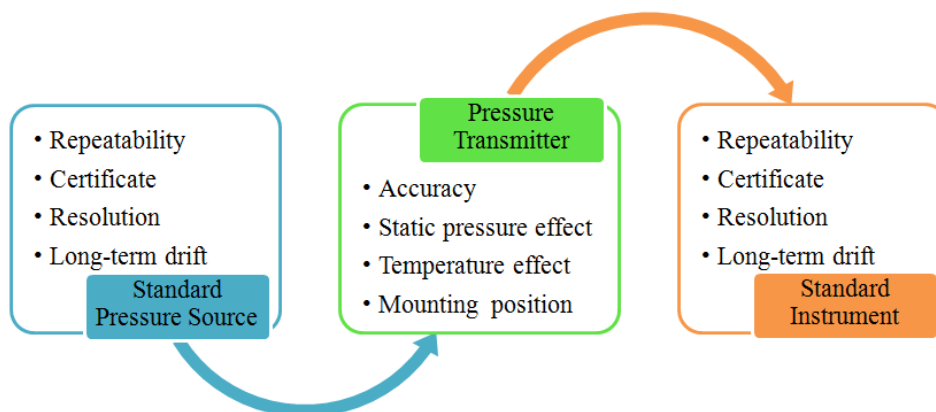 • Repeatability
• Certificate
• Resolution
• Long-term drift
Standard
Pressure Source
Pressure
Transmitter
• Accuracy
• Static pressure effect
• Temperature effect
• Mounting position
• Repeatability
• Certificate
• Resolution
• Long-term drift
Standard
Instrument